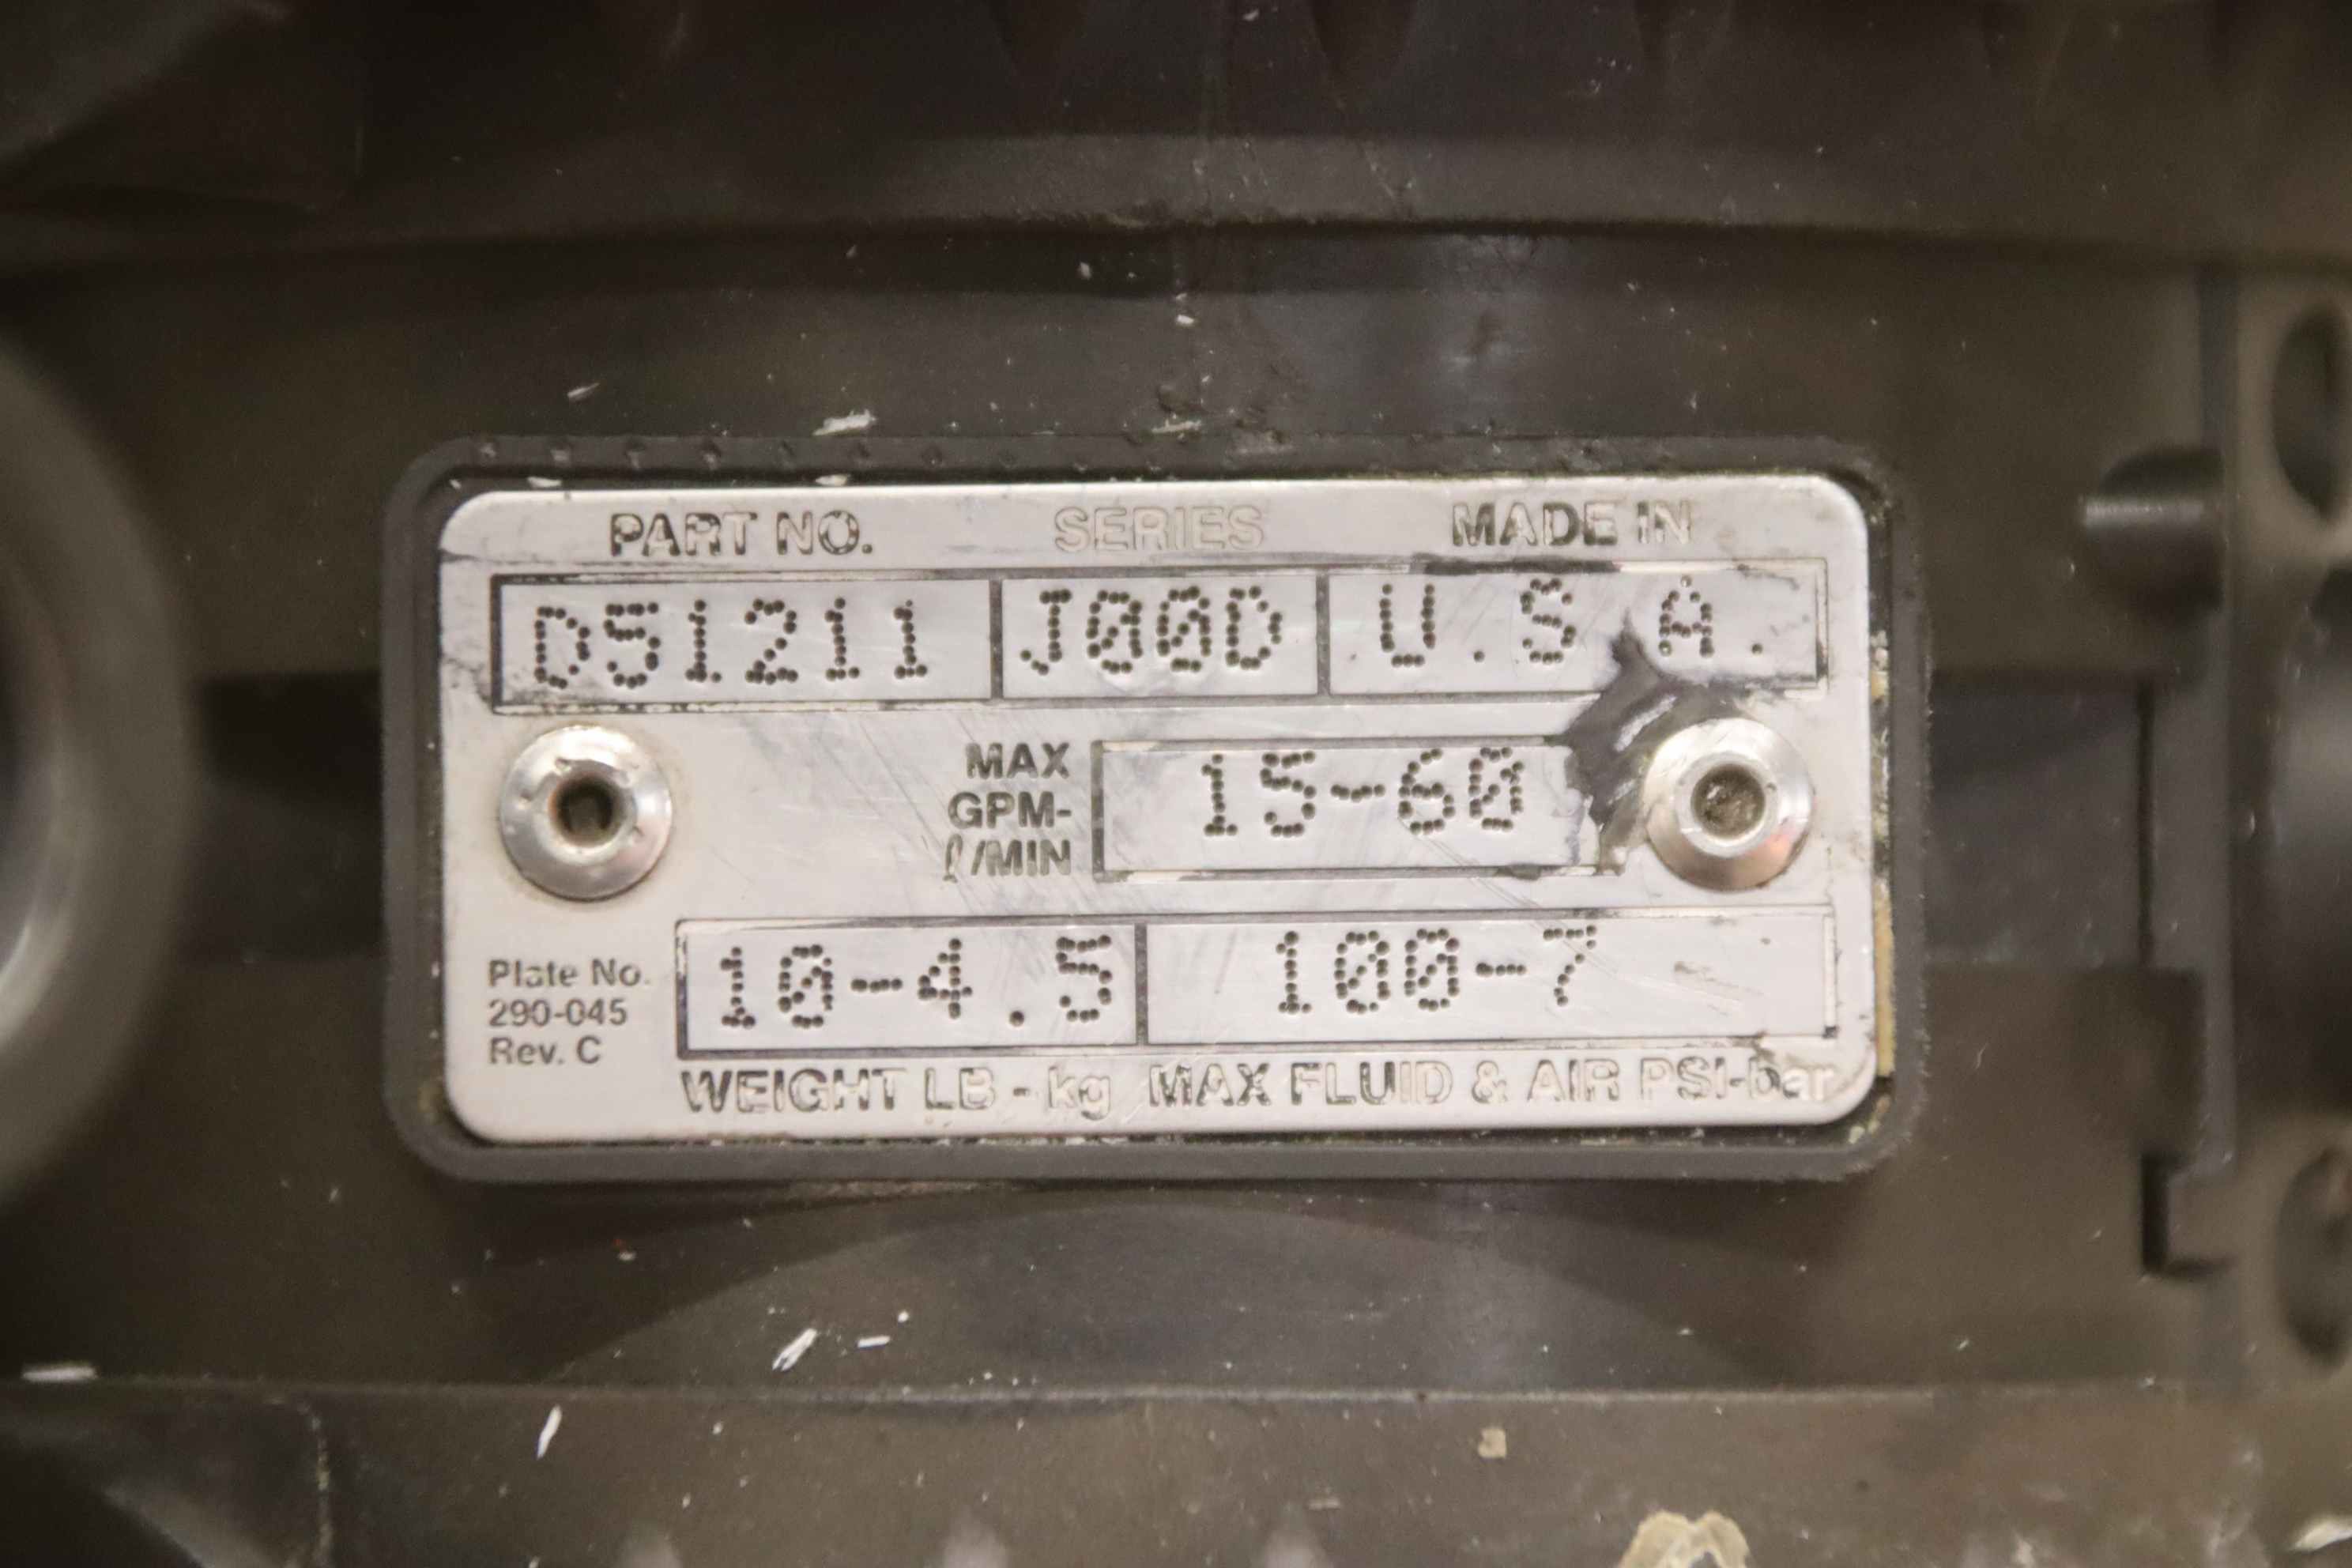 PART NO. SERIES MADE IN
D51211 J00D U.S.A.
MAX
GPM-
ℓ/MIN
15-60
Plate No.
290-045
Rev. C
10-4.5 100-7
WEIGHT LB - kg MAX FLUID & AIR PSI-bar